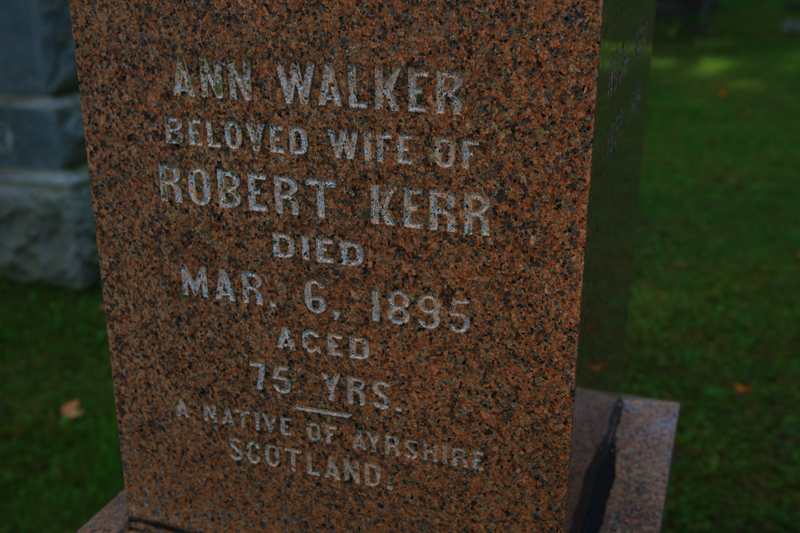 ANN WALKER
BELOVED WIFE OF
ROBERT KERR
DIED
MAR. 6, 1895
AGED
75 YRS.
A NATIVE OF AYRSHIRE
SCOTLAND.